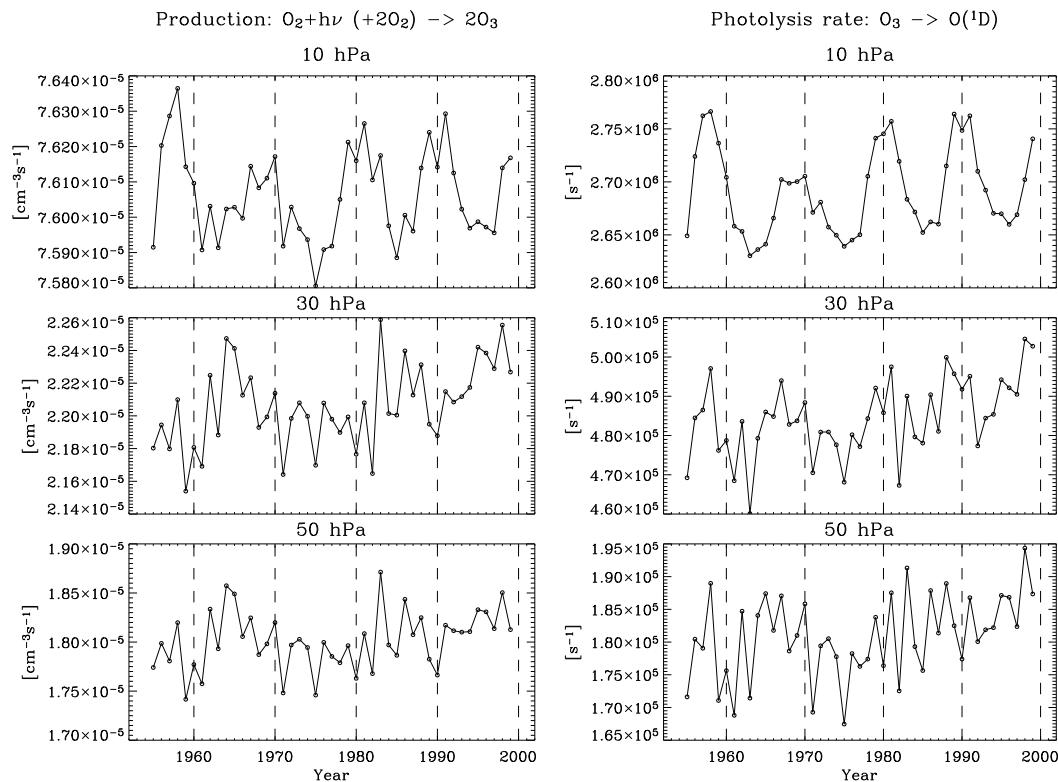 Production: O₂+hν (+2O₂) -> 2O₃
10 hPa
7.640×10⁻⁵
7.630×10⁻⁵
7.620×10⁻⁵
7.610×10⁻⁵
7.600×10⁻⁵
7.590×10⁻⁵
7.580×10⁻⁵
[cm⁻³s⁻¹]
30 hPa
2.26×10⁻⁵
2.24×10⁻⁵
2.22×10⁻⁵
2.20×10⁻⁵
2.18×10⁻⁵
2.16×10⁻⁵
2.14×10⁻⁵
[cm⁻³s⁻¹]
50 hPa
1.90×10⁻⁵
1.85×10⁻⁵
1.80×10⁻⁵
1.75×10⁻⁵
1.70×10⁻⁵
[cm⁻³s⁻¹]
1960 1970 1980 1990 2000
Year
Photolysis rate: O₃ -> O(¹D)
10 hPa
2.80×10⁶
2.75×10⁶
2.70×10⁶
2.65×10⁶
2.60×10⁶
[s⁻¹]
30 hPa
5.10×10⁵
5.00×10⁵
4.90×10⁵
4.80×10⁵
4.70×10⁵
4.60×10⁵
[s⁻¹]
50 hPa
1.95×10⁵
1.90×10⁵
1.85×10⁵
1.80×10⁵
1.75×10⁵
1.70×10⁵
1.65×10⁵
[s⁻¹]
1960 1970 1980 1990 2000
Year